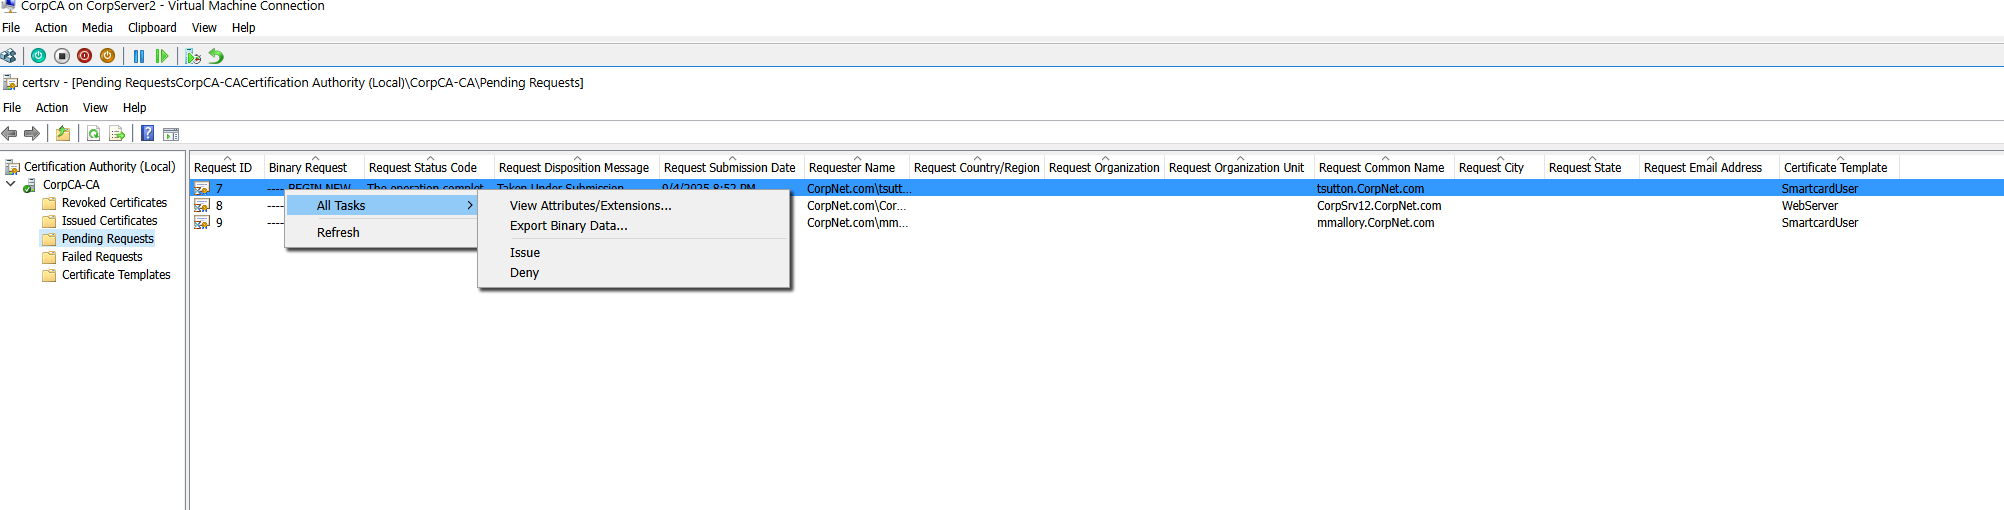 CorpCA on CorpServer2 - Virtual Machine Connection
File Action Media Clipboard View Help
certsrv - [Pending RequestsCorpCA-CACertification Authority (Local)\CorpCA-CA\Pending Requests]
File Action View Help
Certification Authority (Local)
CorpCA-CA
Revoked Certificates
Issued Certificates
Pending Requests
Failed Requests
Certificate Templates
Request ID Binary Request Request Status Code Request Disposition Message Request Submission Date Requester Name Request Country/Region Request Organization Request Organization Unit Request Common Name Request City Request State Request Email Address Certificate Template
7 ----- BEGIN NEW... The operation complet... Taken Under Submission 9/4/2025 8:52 PM CorpNet.com\tsutt... tsutton.CorpNet.com SmartcardUser
8 ---- CorpNet.com\Cor... CorpSrv12.CorpNet.com WebServer
9 ---- CorpNet.com\mm... mmallory.CorpNet.com SmartcardUser
All Tasks
Refresh
View Attributes/Extensions...
Export Binary Data...
Issue
Deny